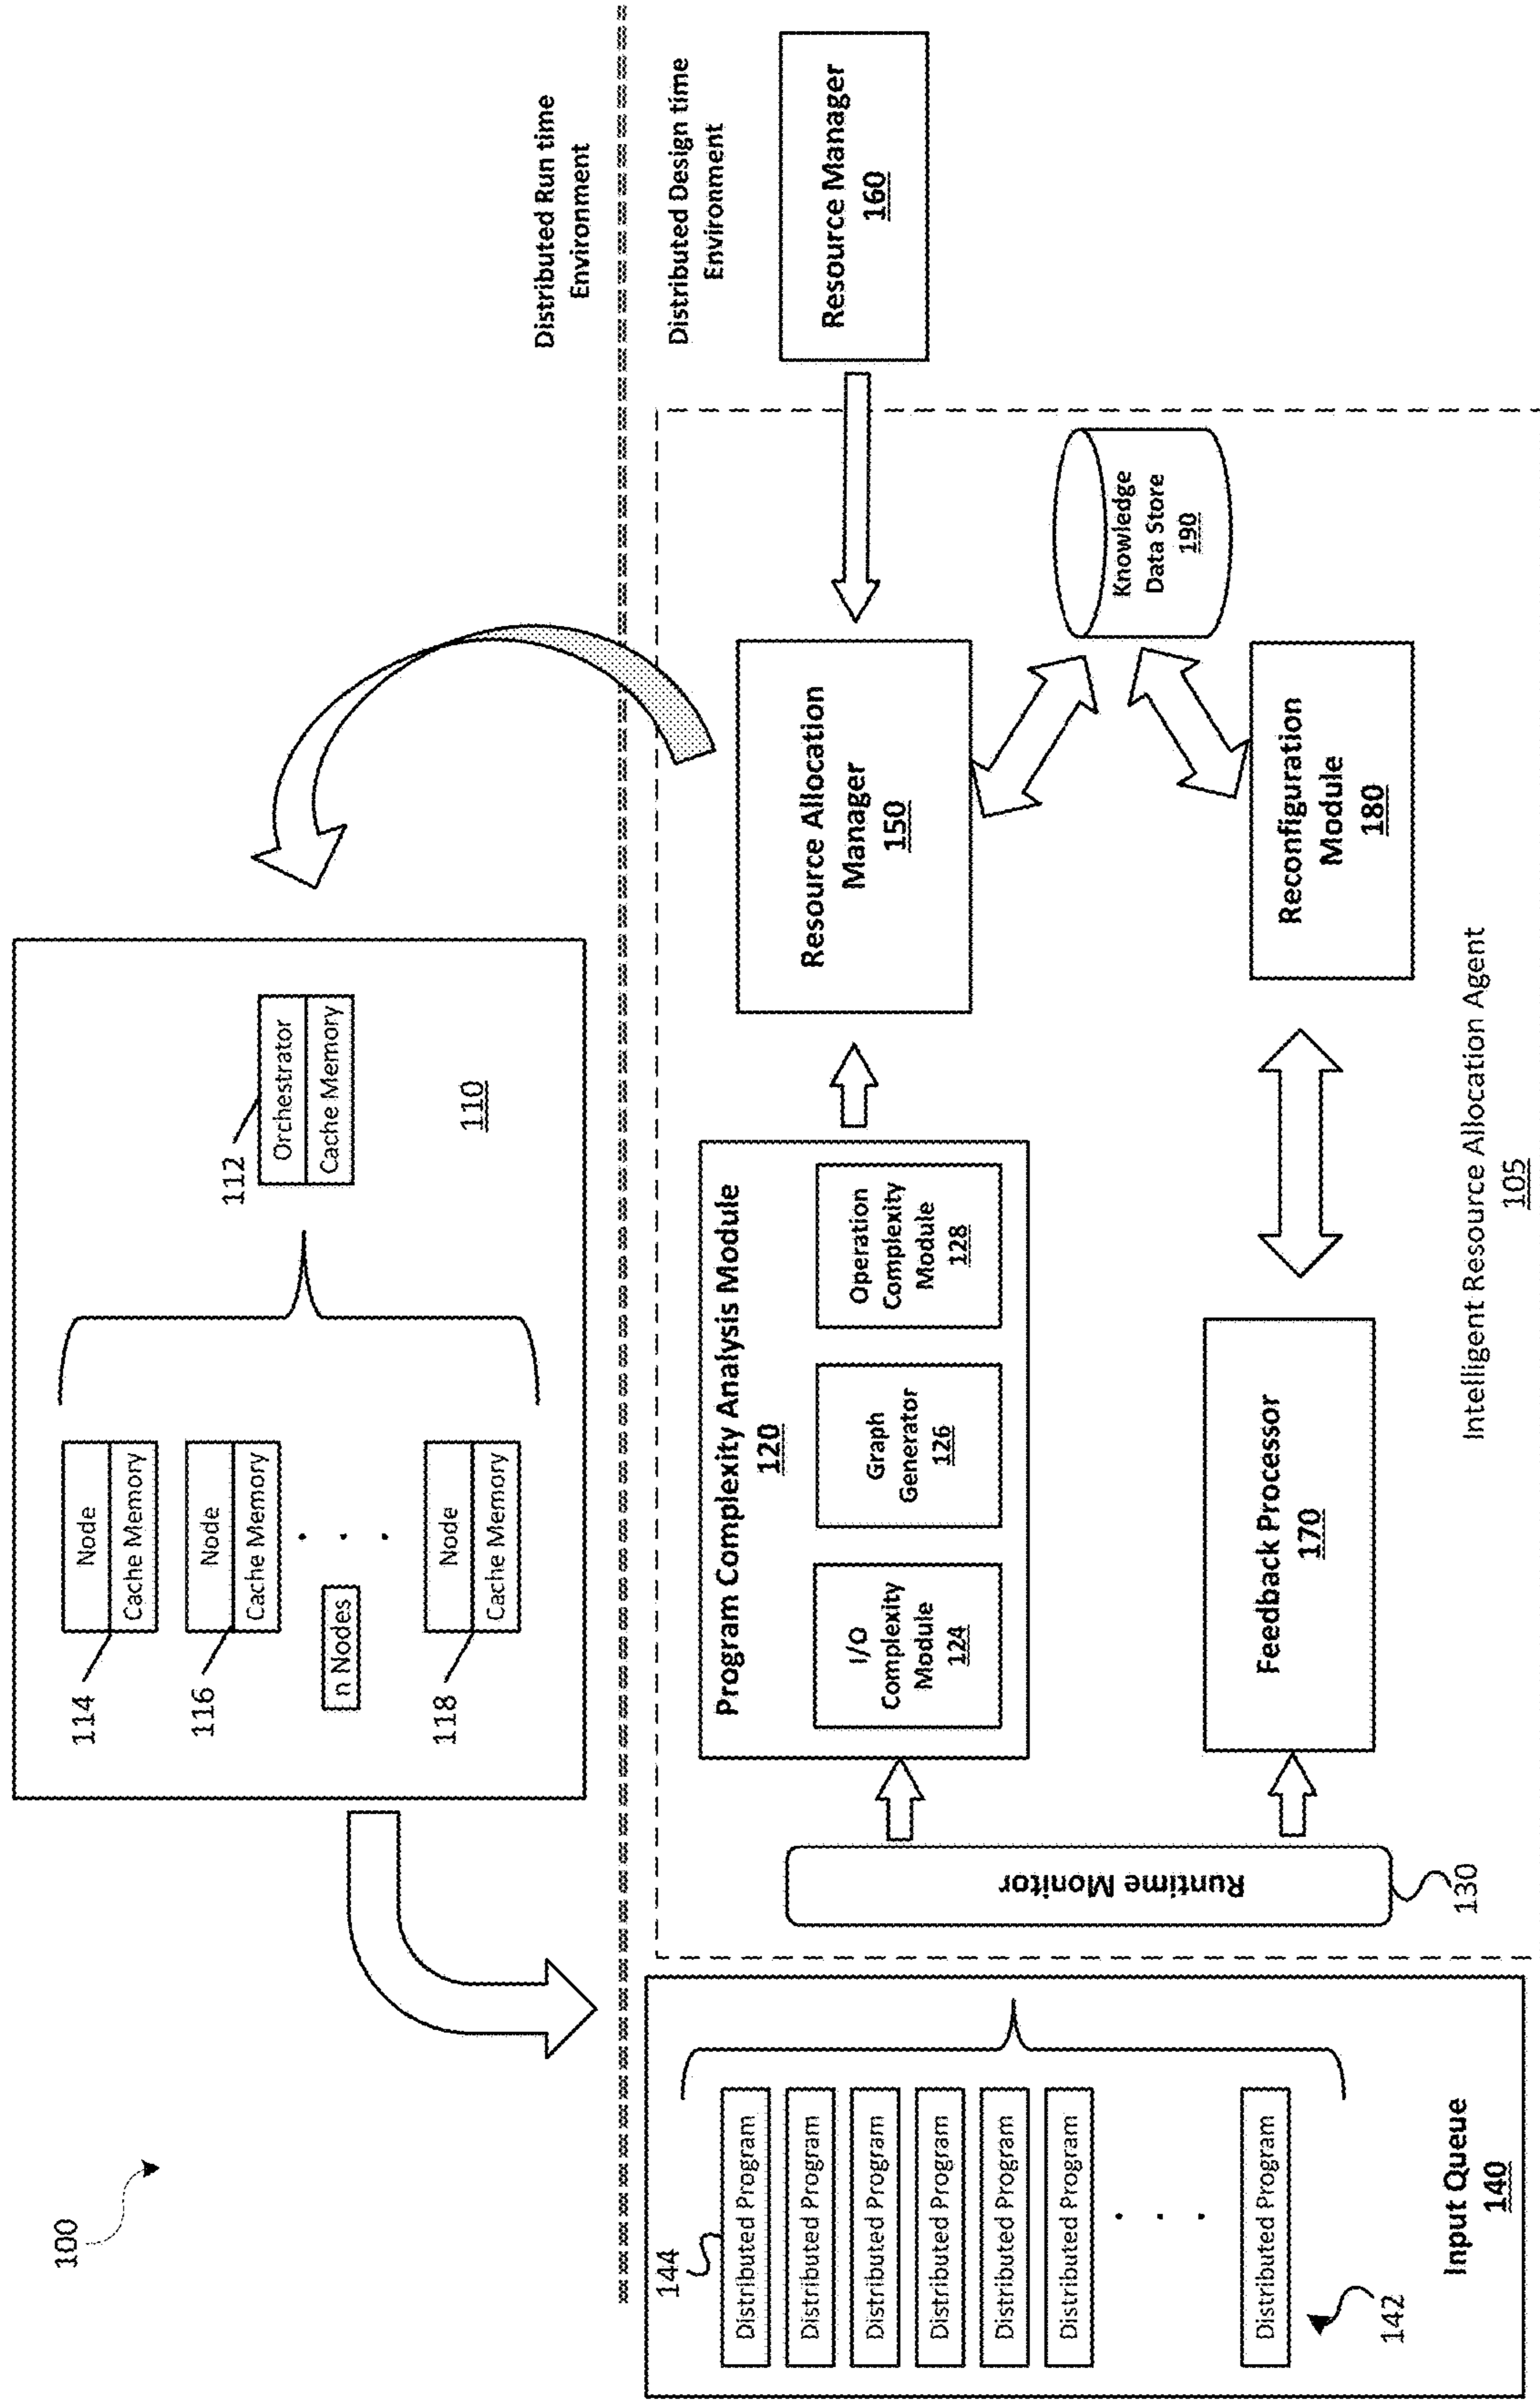 100
114
Node
Cache Memory
116
Node
Cache Memory
n Nodes
.
.
.
118
Node
Cache Memory
112
Orchestrator
Cache Memory
110
Distributed Run time
Environment
Distributed Design time
Environment
144
Distributed Program
Distributed Program
Distributed Program
Distributed Program
Distributed Program
Distributed Program
.
.
.
Distributed Program
142
Input Queue
140
Runtime Monitor
130
Program Complexity Analysis Module
120
I/O
Complexity
Module
124
Graph
Generator
126
Operation
Complexity
Module
128
Resource Allocation
Manager
150
Resource Manager
160
Knowledge
Data Store
190
Feedback Processor
170
Reconfiguration
Module
180
Intelligent Resource Allocation Agent
105